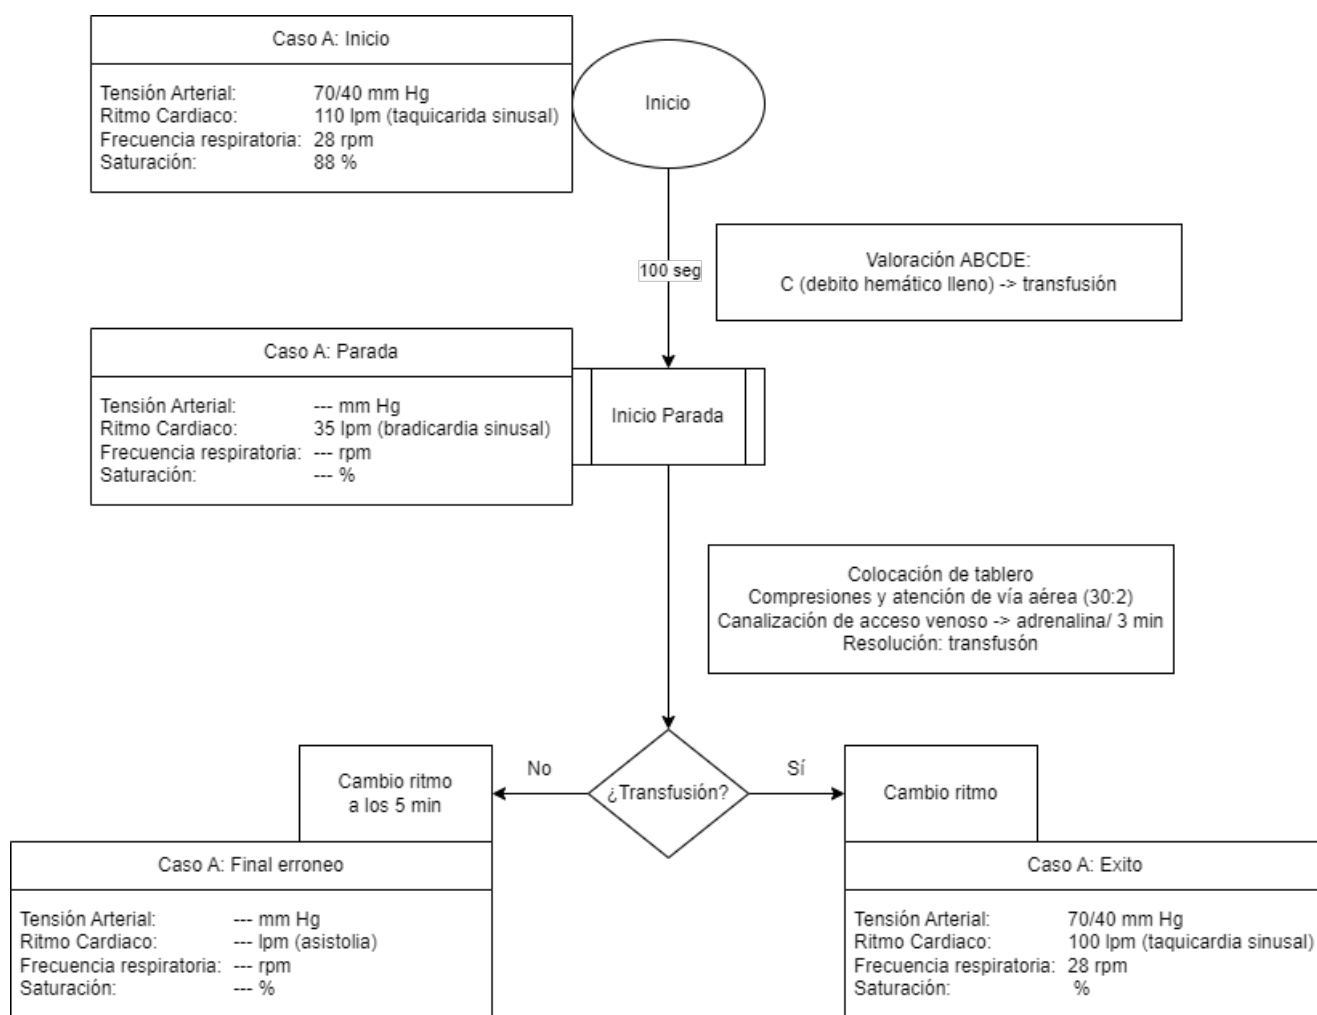 Caso A: Inicio
Tensión Arterial: 70/40 mm Hg
Ritmo Cardiaco: 110 lpm (taquicarida sinusal)
Frecuencia respiratoria: 28 rpm
Saturación: 88 %
Inicio
100 seg
Valoración ABCDE:
C (debito hemático lleno) -> transfusión
Caso A: Parada
Tensión Arterial: --- mm Hg
Ritmo Cardiaco: 35 lpm (bradicardia sinusal)
Frecuencia respiratoria: --- rpm
Saturación: --- %
Inicio Parada
Colocación de tablero
Compresiones y atención de vía aérea (30:2)
Canalización de acceso venoso -> adrenalina/ 3 min
Resolución: transfusón
¿Transfusión?
No
Cambio ritmo
a los 5 min
Caso A: Final erroneo
Tensión Arterial: --- mm Hg
Ritmo Cardiaco: --- lpm (asistolia)
Frecuencia respiratoria: --- rpm
Saturación: --- %
Sí
Cambio ritmo
Caso A: Exito
Tensión Arterial: 70/40 mm Hg
Ritmo Cardiaco: 100 lpm (taquicardia sinusal)
Frecuencia respiratoria: 28 rpm
Saturación: %